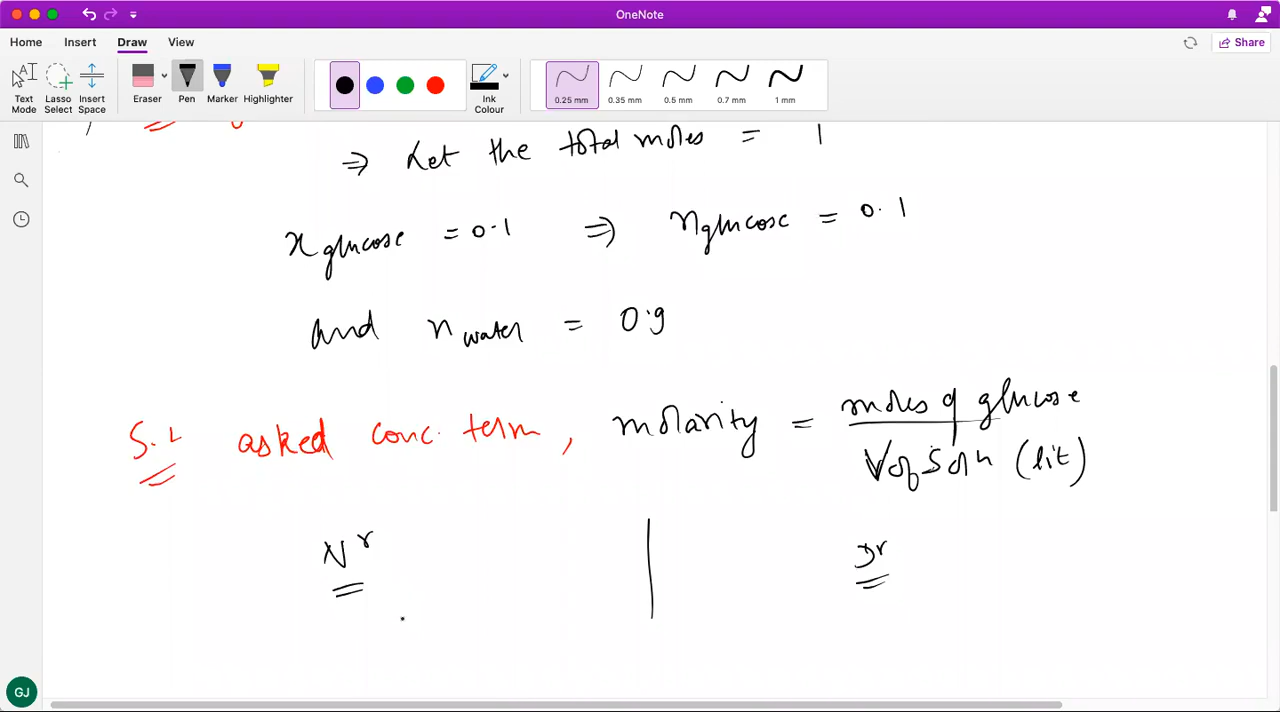 OneNote
Home Insert Draw View
Share
Text Mode
Lasso Select
Insert Space
Eraser
Pen
Marker
Highlighter
Ink Colour
0.25 mm 0.35 mm 0.5 mm 0.7 mm 1 mm
⇒ Let the total moles = 1
x glucose = 0.1 ⇒ n glucose = 0.1
and n water = 0.9
asked conc. term, molarity = moles of glucose
V of soln (lit)
Nr Dr
GJ